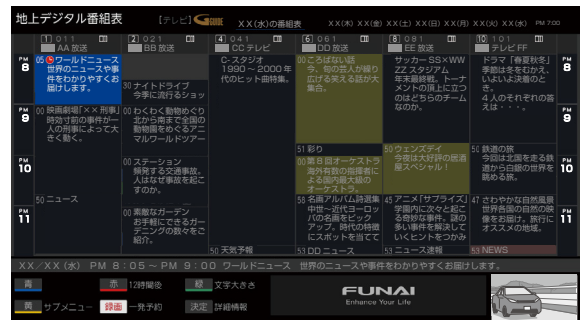 地上デジタル番組表 [テレビ] GGUIDE XX(水)の番組表 XX(木) XX(金) XX(土) XX(日) XX(月) XX(火) XX(水) PM 7:00
1 011 AA 放送
2 021 BB 放送
4 041 CC テレビ
6 061 DD 放送
8 081 EE 放送
10 101 テレビ FF
PM 8
PM 9
PM 10
PM 11
05 ワールドニュース
世界のニュースや事
件をわかりやすくお
届けします。
00 映画劇場「××刑事」
時効寸前の事件が一
人の刑事によって大
きく動く。
50 ニュース
30 ナイトドライブ
今季に流行るショッ
00 わくわく動物めぐり
北から南まで全国の
動物園をめぐるアニ
マルワールドツアー
00 ステーション
頻発する交通事故。
人はなぜ事故を起こ
すのか。
00 素敵なガーデン
お手軽にできるガー
デニングの数々をご
紹介。
C-スタジオ
1990～2000年
代のヒット曲特集。
50 天気予報
00 ころばない話
今、旬の芸人が繰り
広げる笑える話が大
集合。
51 彩り
00 第8回オーケストラ
海外有数の指揮者に
よる国内最大級の
オーケストラ。
58 名画アルバム詩選集
中世～近代ヨーロッ
パの名画をピック
アップ。時代の特徴
にスポットを当てて
53 DDニュース
サッカー SS×WW
ZZスタジアム
年末最終戦。トーナ
メントの頂上に立つ
のはどちらのチーム
なのか。
50 ウェンズデイ
今夜は大好評の居酒
屋スペシャル!
45 アニメ「サプライズ」
学園内に次々と起こ
る奇妙な事件。謎の
多い事件を解決して
いくヒントをつかみ
53 ニュース速報
ドラマ「春夏秋冬」
季節は冬をむかえ、
いよいよ決着のと
き。
4人のそれぞれの答
えは・・・。
50 鉄道の旅
今回は北国を走る鉄
道から白銀の世界を
眺める旅。
47 さわやかな自然風景
世界各国の自然の映
像をお届け。旅行に
オススメの地域。
53 NEWS
XX/XX(水) PM 8:05～PM 9:00 ワールドニュース 世界のニュースや事件をわかりやすくお届けします。
青 赤 12時間後 緑 文字大きさ
黄 サブメニュー 録画 一発予約 決定 詳細情報
FUNAI
Enhance Your Life